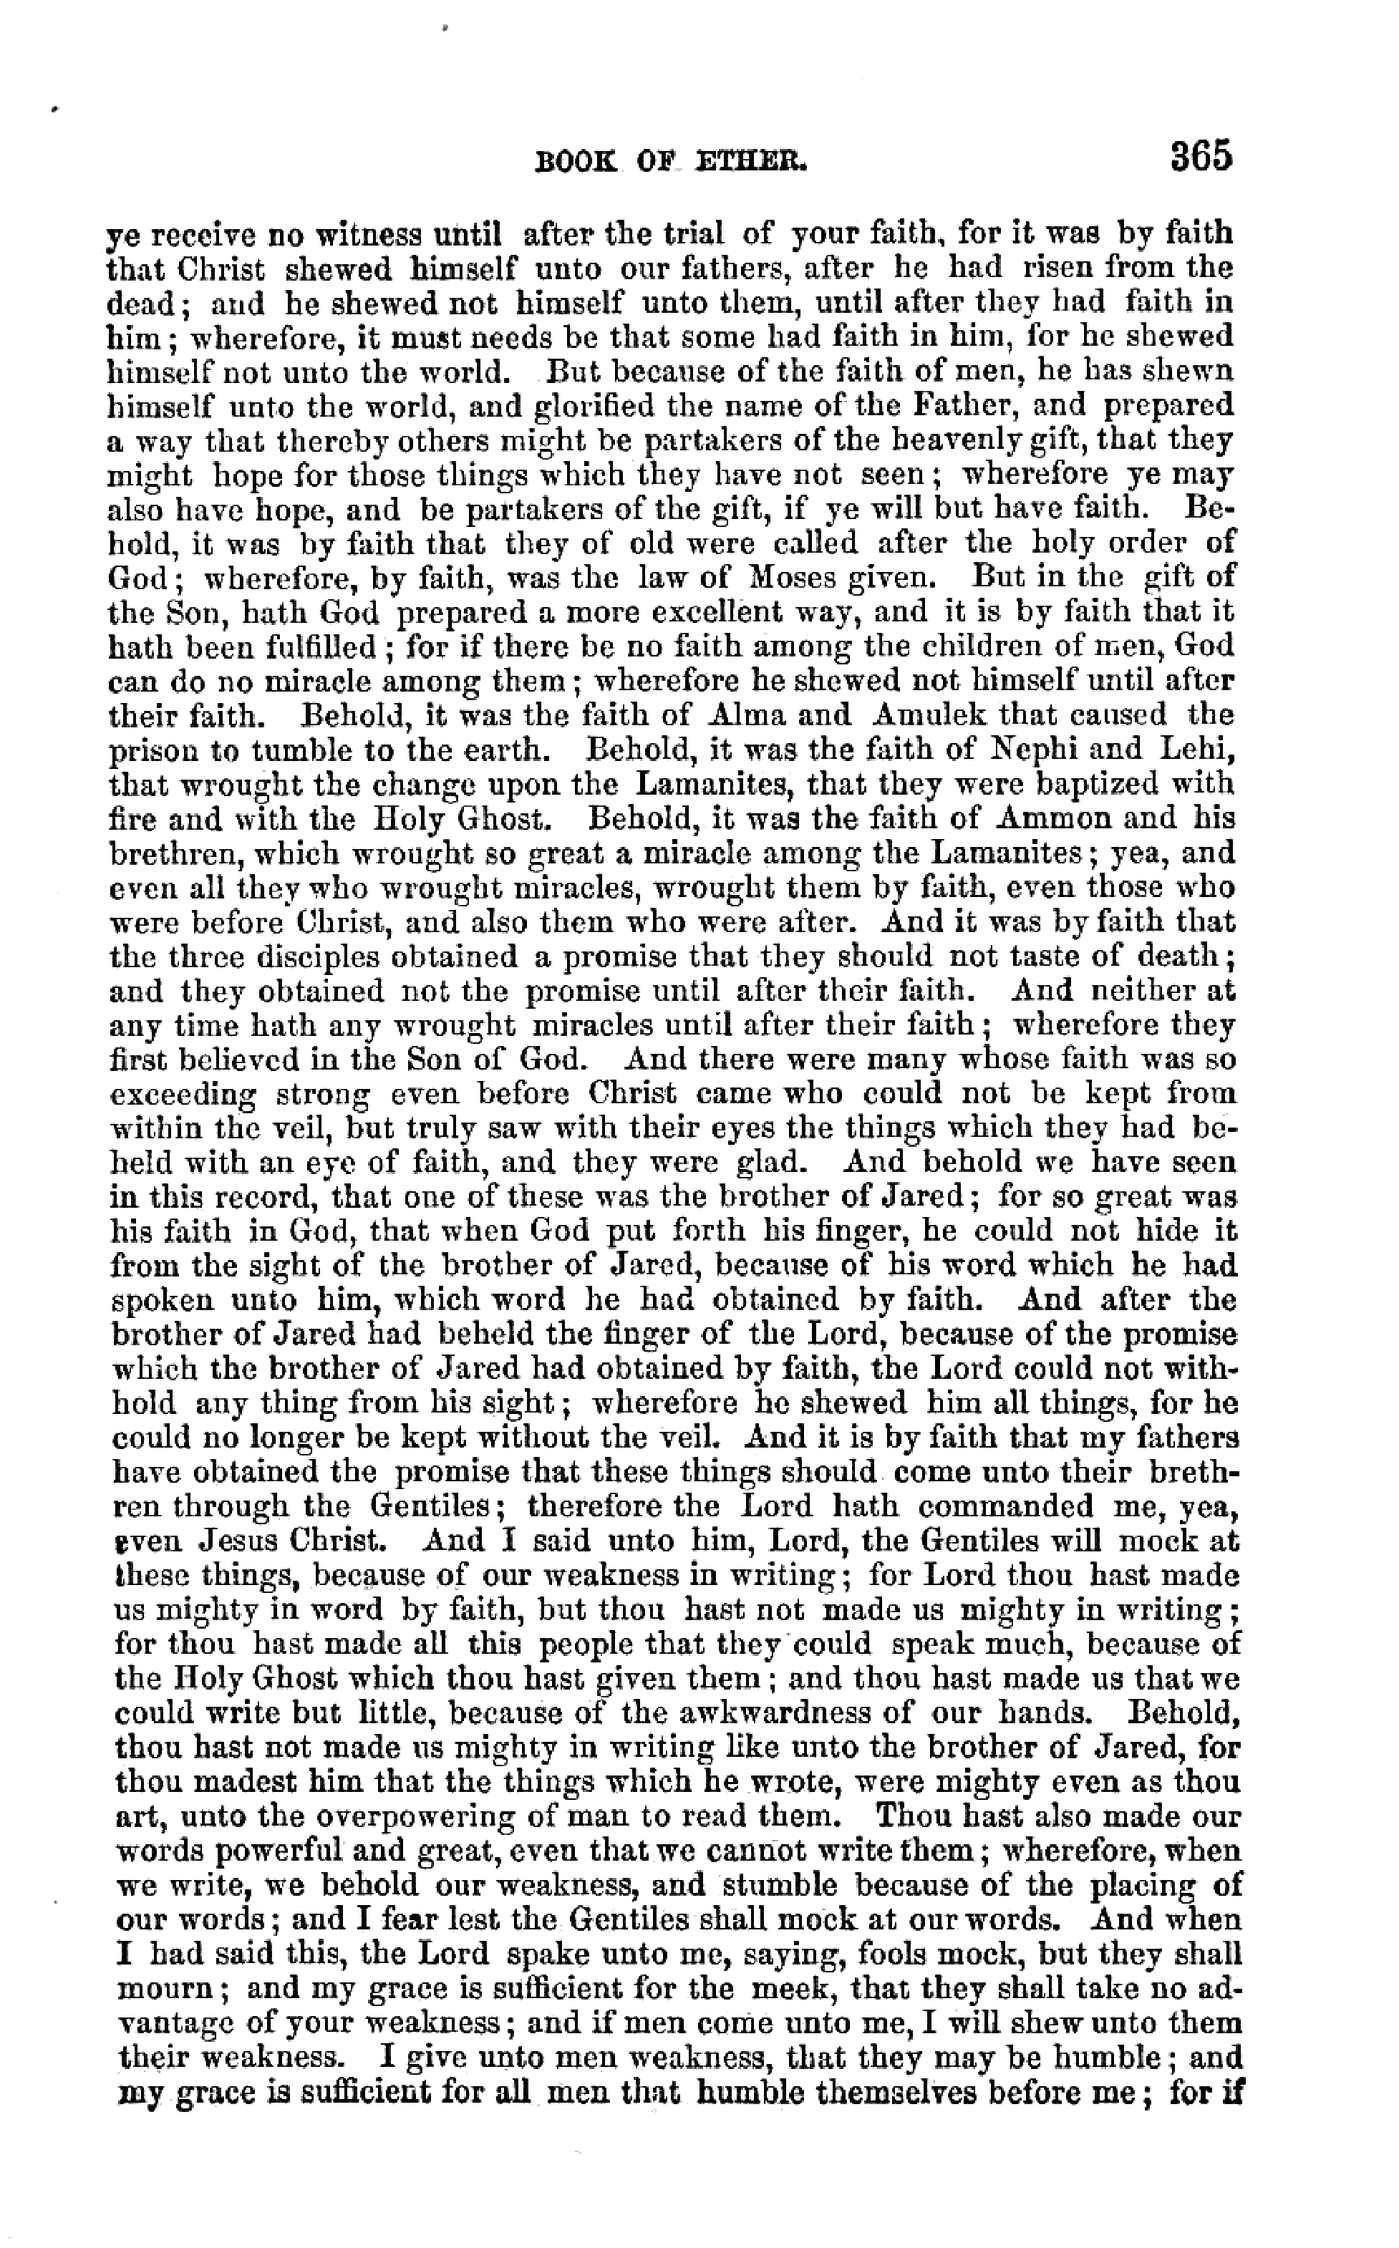 BOOK OF ETHER. 365
ye receive no witness until after the trial of your faith, for it was by faith
that Christ shewed himself unto our fathers, after he had risen from the
dead; and he shewed not himself unto them, until after they had faith in
him; wherefore, it must needs be that some had faith in him, for he shewed
himself not unto the world. But because of the faith of men, he has shewn
himself unto the world, and glorified the name of the Father, and prepared
a way that thereby others might be partakers of the heavenly gift, that they
might hope for those things which they have not seen; wherefore ye may
also have hope, and be partakers of the gift, if ye will but have faith. Be-
hold, it was by faith that they of old were called after the holy order of
God; wherefore, by faith, was the law of Moses given. But in the gift of
the Son, hath God prepared a more excellent way, and it is by faith that it
hath been fulfilled; for if there be no faith among the children of men, God
can do no miracle among them; wherefore he shewed not himself until after
their faith. Behold, it was the faith of Alma and Amulek that caused the
prison to tumble to the earth. Behold, it was the faith of Nephi and Lehi,
that wrought the change upon the Lamanites, that they were baptized with
fire and with the Holy Ghost. Behold, it was the faith of Ammon and his
brethren, which wrought so great a miracle among the Lamanites; yea, and
even all they who wrought miracles, wrought them by faith, even those who
were before Christ, and also them who were after. And it was by faith that
the three disciples obtained a promise that they should not taste of death;
and they obtained not the promise until after their faith. And neither at
any time hath any wrought miracles until after their faith; wherefore they
first believed in the Son of God. And there were many whose faith was so
exceeding strong even before Christ came who could not be kept from
within the veil, but truly saw with their eyes the things which they had be-
held with an eye of faith, and they were glad. And behold we have seen
in this record, that one of these was the brother of Jared; for so great was
his faith in God, that when God put forth his finger, he could not hide it
from the sight of the brother of Jared, because of his word which he had
spoken unto him, which word he had obtained by faith. And after the
brother of Jared had beheld the finger of the Lord, because of the promise
which the brother of Jared had obtained by faith, the Lord could not with-
hold any thing from his sight; wherefore he shewed him all things, for he
could no longer be kept without the veil. And it is by faith that my fathers
have obtained the promise that these things should come unto their breth-
ren through the Gentiles; therefore the Lord hath commanded me, yea,
even Jesus Christ. And I said unto him, Lord, the Gentiles will mock at
these things, because of our weakness in writing; for Lord thou hast made
us mighty in word by faith, but thou hast not made us mighty in writing;
for thou hast made all this people that they could speak much, because of
the Holy Ghost which thou hast given them; and thou hast made us that we
could write but little, because of the awkwardness of our hands. Behold,
thou hast not made us mighty in writing like unto the brother of Jared, for
thou madest him that the things which he wrote, were mighty even as thou
art, unto the overpowering of man to read them. Thou hast also made our
words powerful and great, even that we cannot write them; wherefore, when
we write, we behold our weakness, and stumble because of the placing of
our words; and I fear lest the Gentiles shall mock at our words. And when
I had said this, the Lord spake unto me, saying, fools mock, but they shall
mourn; and my grace is sufficient for the meek, that they shall take no ad-
vantage of your weakness; and if men come unto me, I will shew unto them
their weakness. I give unto men weakness, that they may be humble; and
my grace is sufficient for all men that humble themselves before me; for if